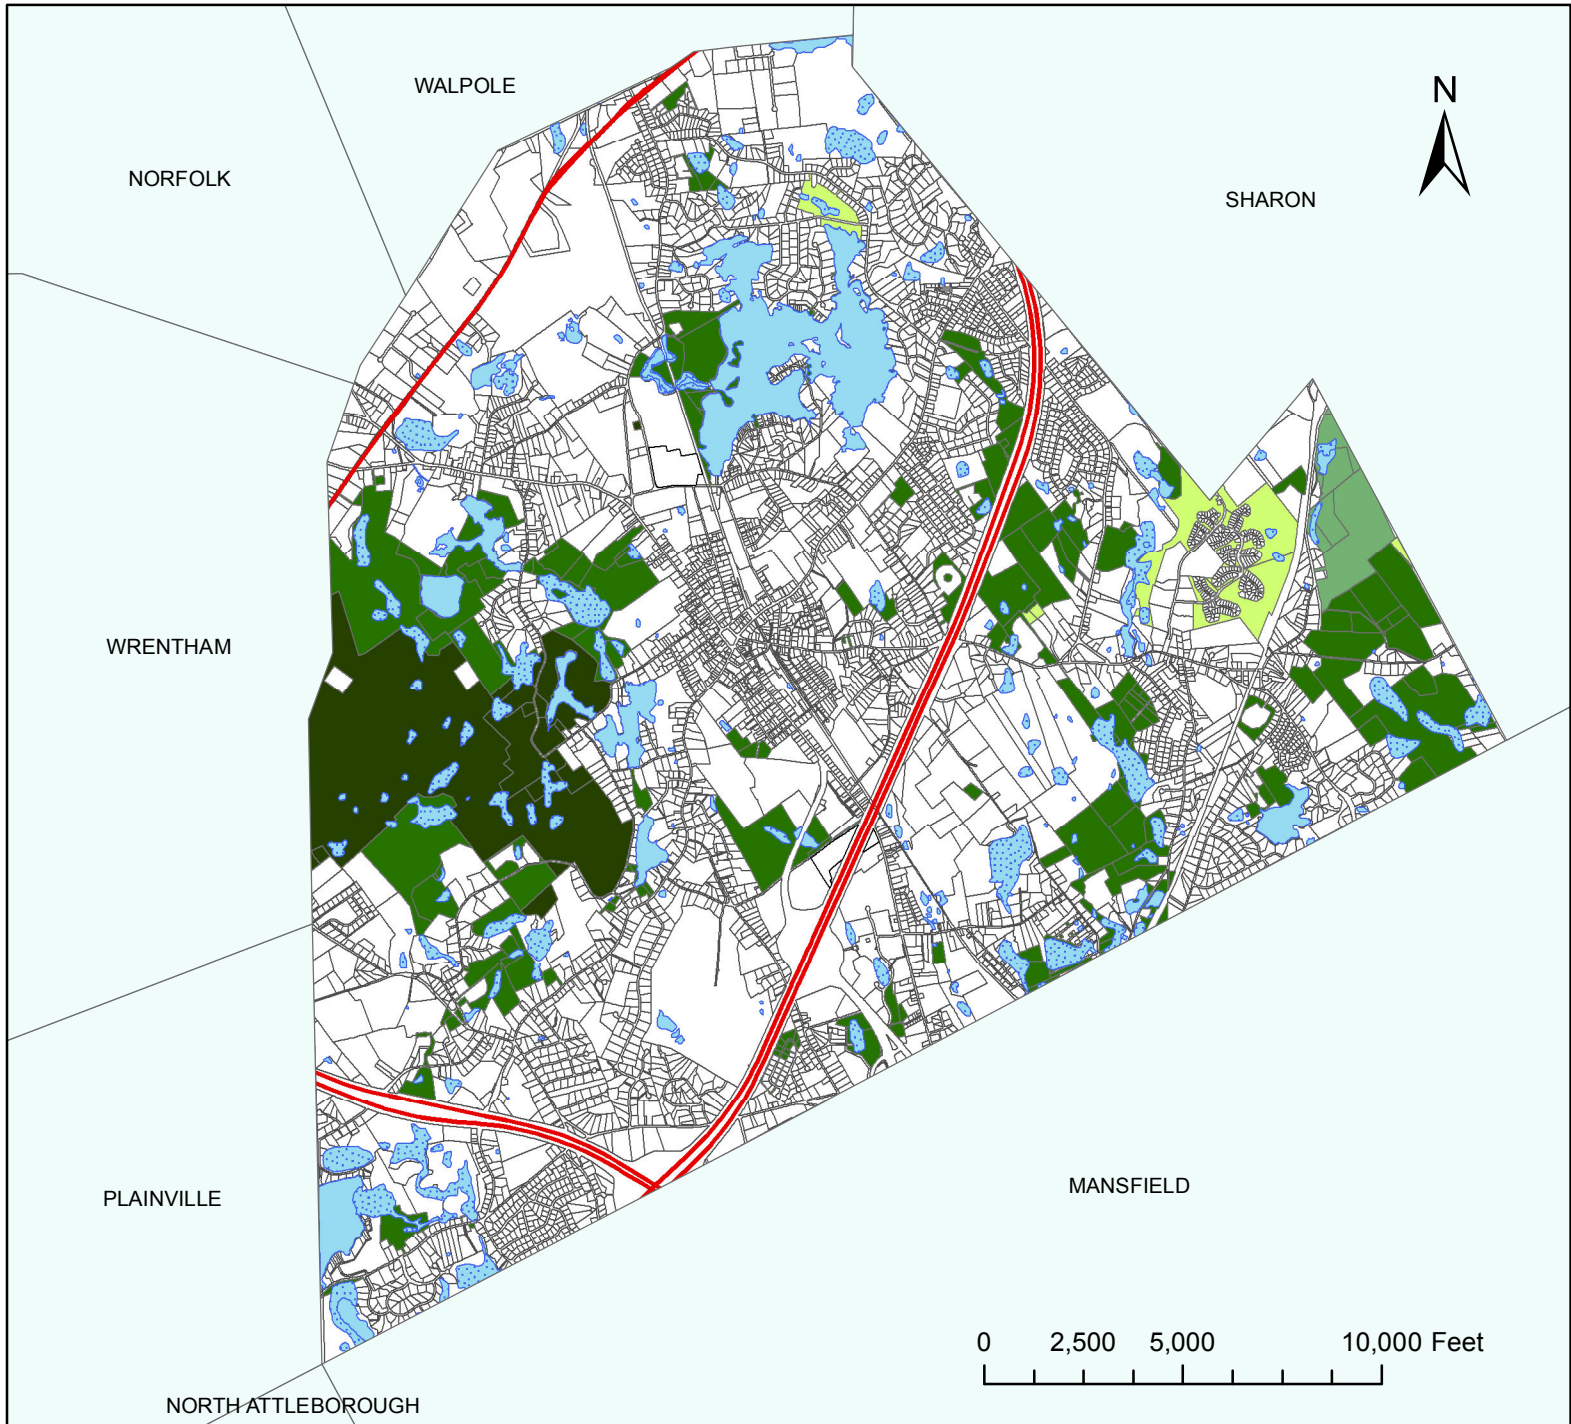 WALPOLE
N
NORFOLK
SHARON
WRENTHAM
PLAINVILLE
MANSFIELD
0 2,500 5,000 10,000 Feet
NORTH ATTLEBOROUGH